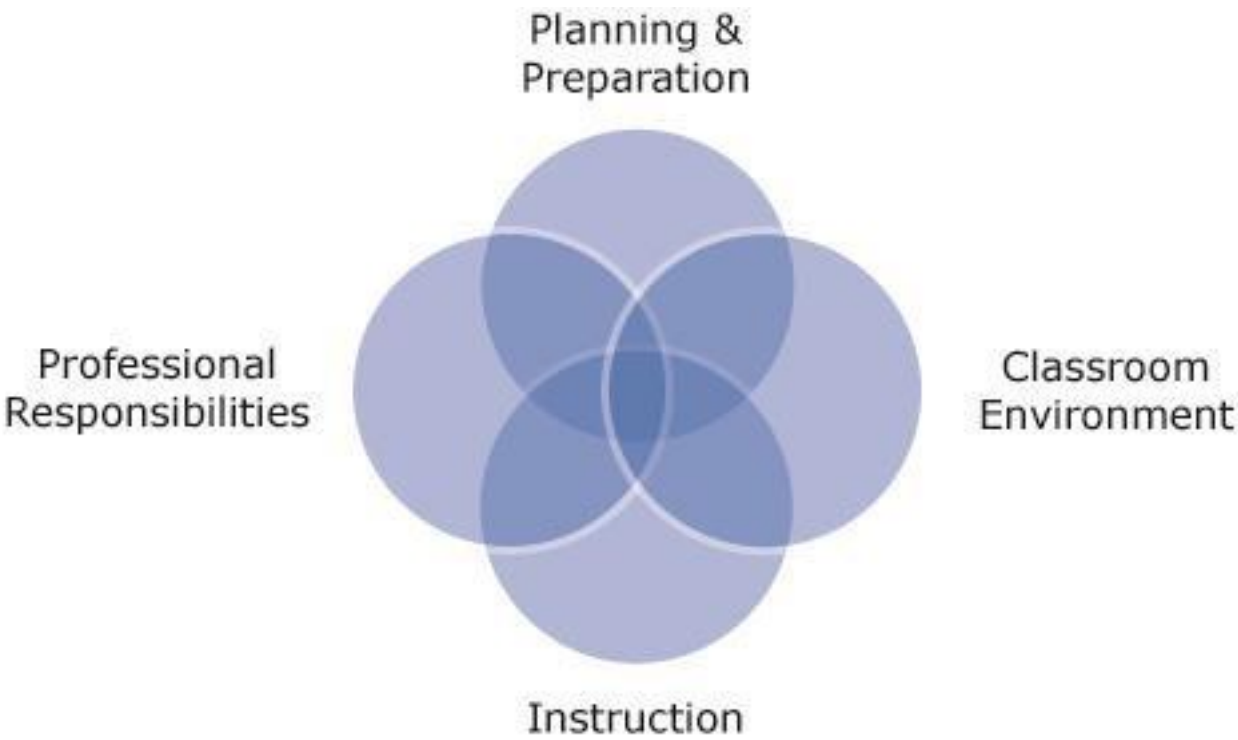 Planning &
Preparation
Professional
Responsibilities
Classroom
Environment
Instruction